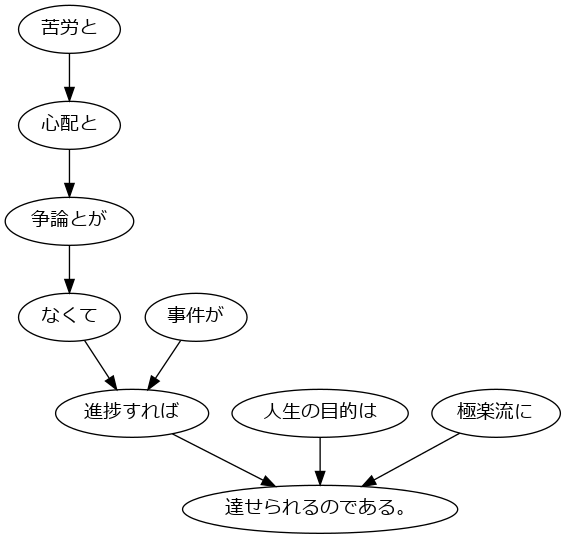 苦労と
心配と
争論とが
なくて
事件が
進捗すれば
人生の目的は
極楽流に
達せられるのである。